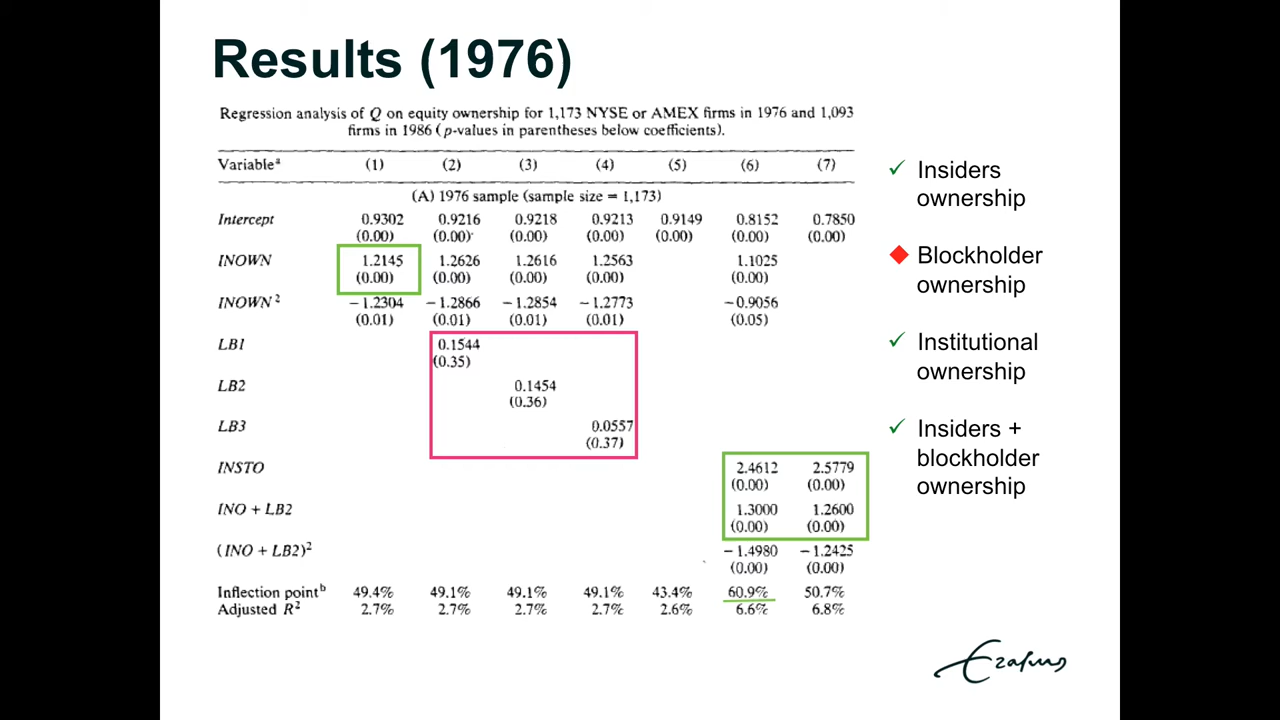 Results (1976)
Regression analysis of Q on equity ownership for 1,173 NYSE or AMEX firms in 1976 and 1,093
firms in 1986 (p-values in parentheses below coefficients).
Variableᵃ (1) (2) (3) (4) (5) (6) (7)
(A) 1976 sample (sample size = 1,173)
Intercept 0.9302 0.9216 0.9218 0.9213 0.9149 0.8152 0.7850
(0.00) (0.00) (0.00) (0.00) (0.00) (0.00) (0.00)
INOWN 1.2145 1.2626 1.2616 1.2563 1.1025
(0.00) (0.00) (0.00) (0.00) (0.00)
INOWN² −1.2304 −1.2866 −1.2854 −1.2773 −0.9056
(0.01) (0.01) (0.01) (0.01) (0.05)
LB1 0.1544
(0.35)
LB2 0.1454
(0.36)
LB3 0.0557
(0.37)
INSTO 2.4612 2.5779
(0.00) (0.00)
INO + LB2 1.3000 1.2600
(0.00) (0.00)
(INO + LB2)² −1.4980 −1.2425
(0.00) (0.00)
Inflection pointᵇ 49.4% 49.1% 49.1% 49.1% 43.4% 60.9% 50.7%
Adjusted R² 2.7% 2.7% 2.7% 2.7% 2.6% 6.6% 6.8%
✓ Insiders
ownership
Blockholder
ownership
✓ Institutional
ownership
✓ Insiders +
blockholder
ownership
Erasmus